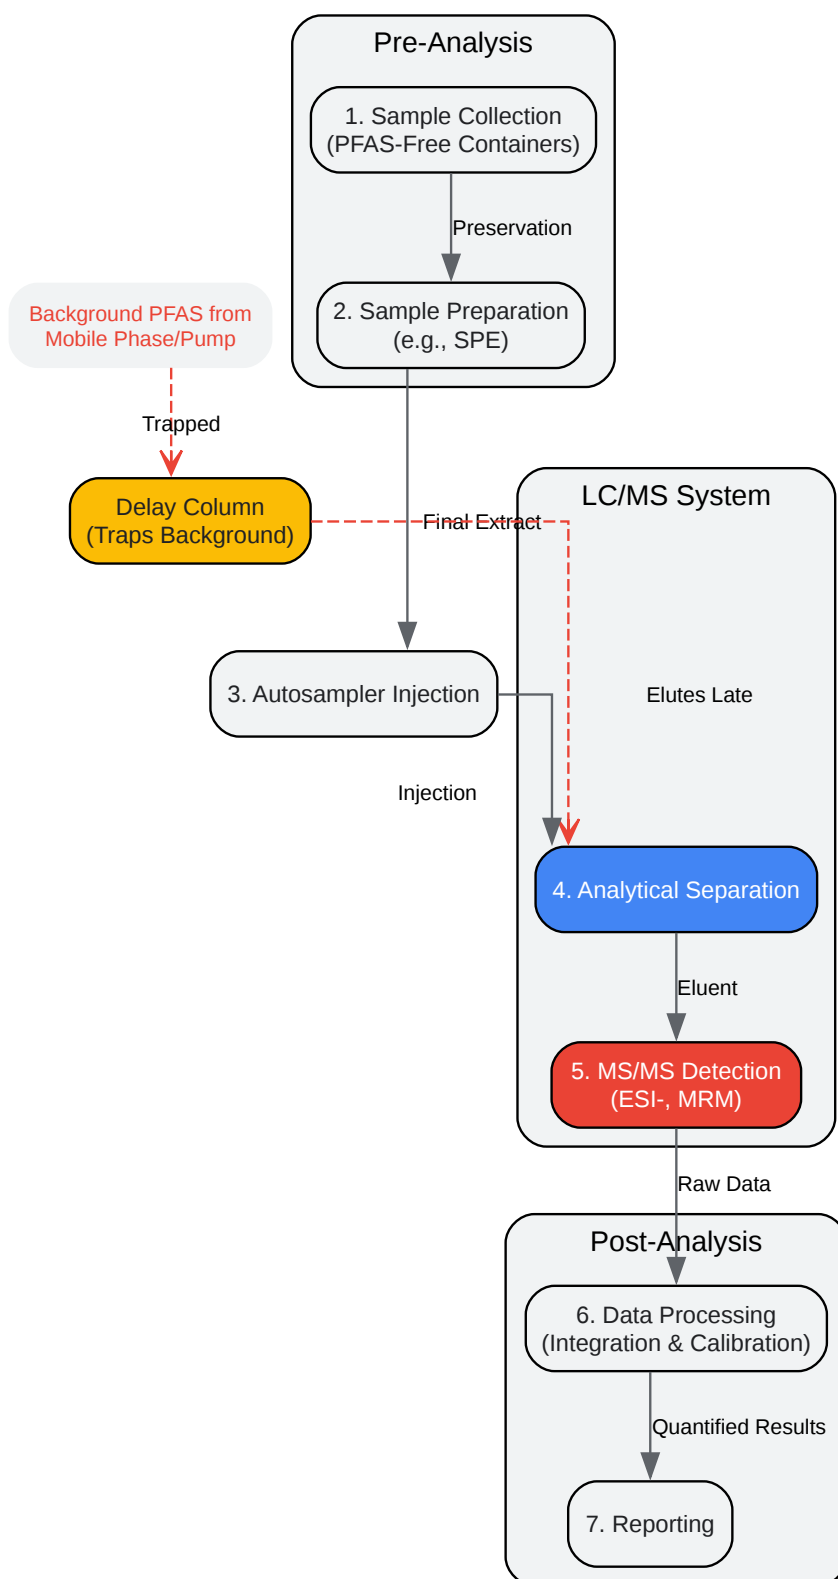 Pre-Analysis
1. Sample Collection
(PFAS-Free Containers)
Preservation
2. Sample Preparation
(e.g., SPE)
Background PFAS from
Mobile Phase/Pump
Trapped
Delay Column
(Traps Background)
Final Extract
LC/MS System
3. Autosampler Injection
Elutes Late
Injection
4. Analytical Separation
Eluent
5. MS/MS Detection
(ESI-, MRM)
Raw Data
Post-Analysis
6. Data Processing
(Integration & Calibration)
Quantified Results
7. Reporting